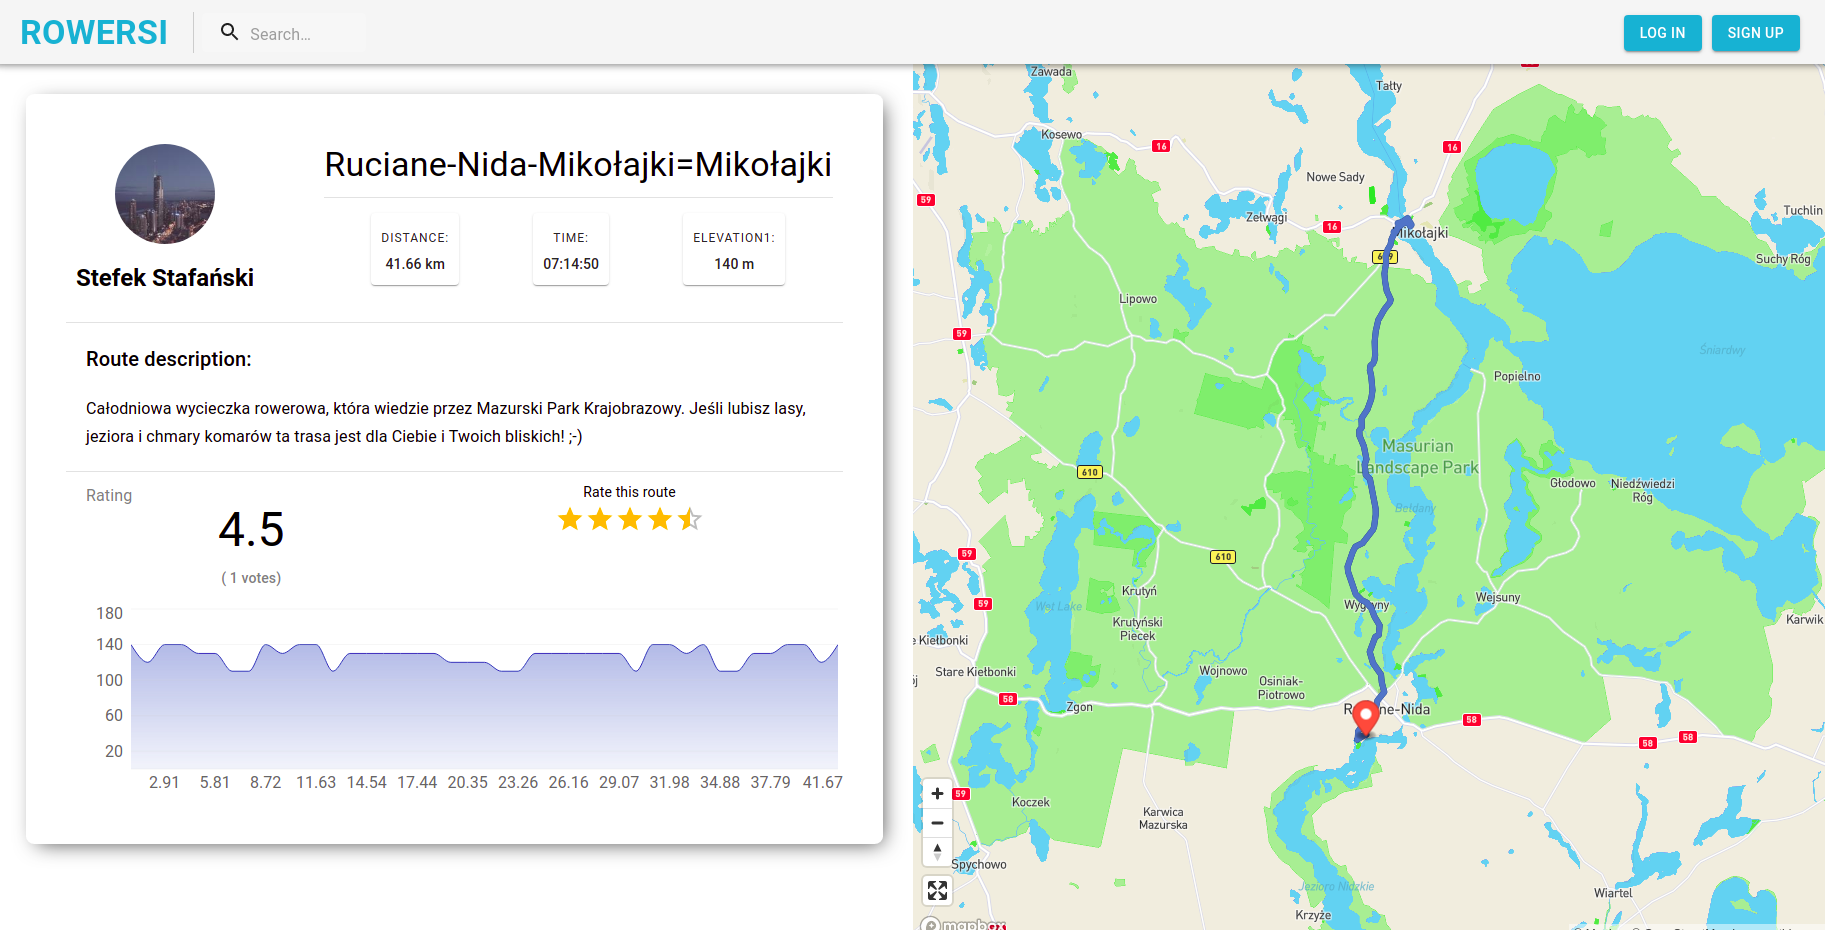 ROWERSI
Search…
LOG IN
SIGN UP
Stefek Stafański
Ruciane-Nida-Mikołajki=Mikołajki
DISTANCE:
41.66 km
TIME:
07:14:50
ELEVATION1:
140 m
Route description:
Całodniowa wycieczka rowerowa, która wiedzie przez Mazurski Park Krajobrazowy. Jeśli lubisz lasy,
jeziora i chmary komarów ta trasa jest dla Ciebie i Twoich bliskich! ;-)
Rating
4.5
( 1 votes)
Rate this route
180
140
100
60
20
2.91 5.81 8.72 11.63 14.54 17.44 20.35 23.26 26.16 29.07 31.98 34.88 37.79 41.67
Zawada
Tałty
Kosewo
16
16
Nowe Sady
59
Zełwągi
16
Tuchlin
Mikołajki
Suchy Róg
Lipowo
59
Śniardwy
Popielno
Masurian
Landscape Park
610
Głodowo
Niedźwiedzi
Róg
Bełdany
59
610
Krutyń
Wejsuny
59
Karwik
Krutyński
Piecek
Stare Kiełbonki
Wojnowo
Osiniak-
Piotrowo
58
Zgon
58
58
58
59
Koczek
Karwica
Mazurska
Spychowo
Jezioro Nidzkie
Wiartel
Krzyże
mapbox